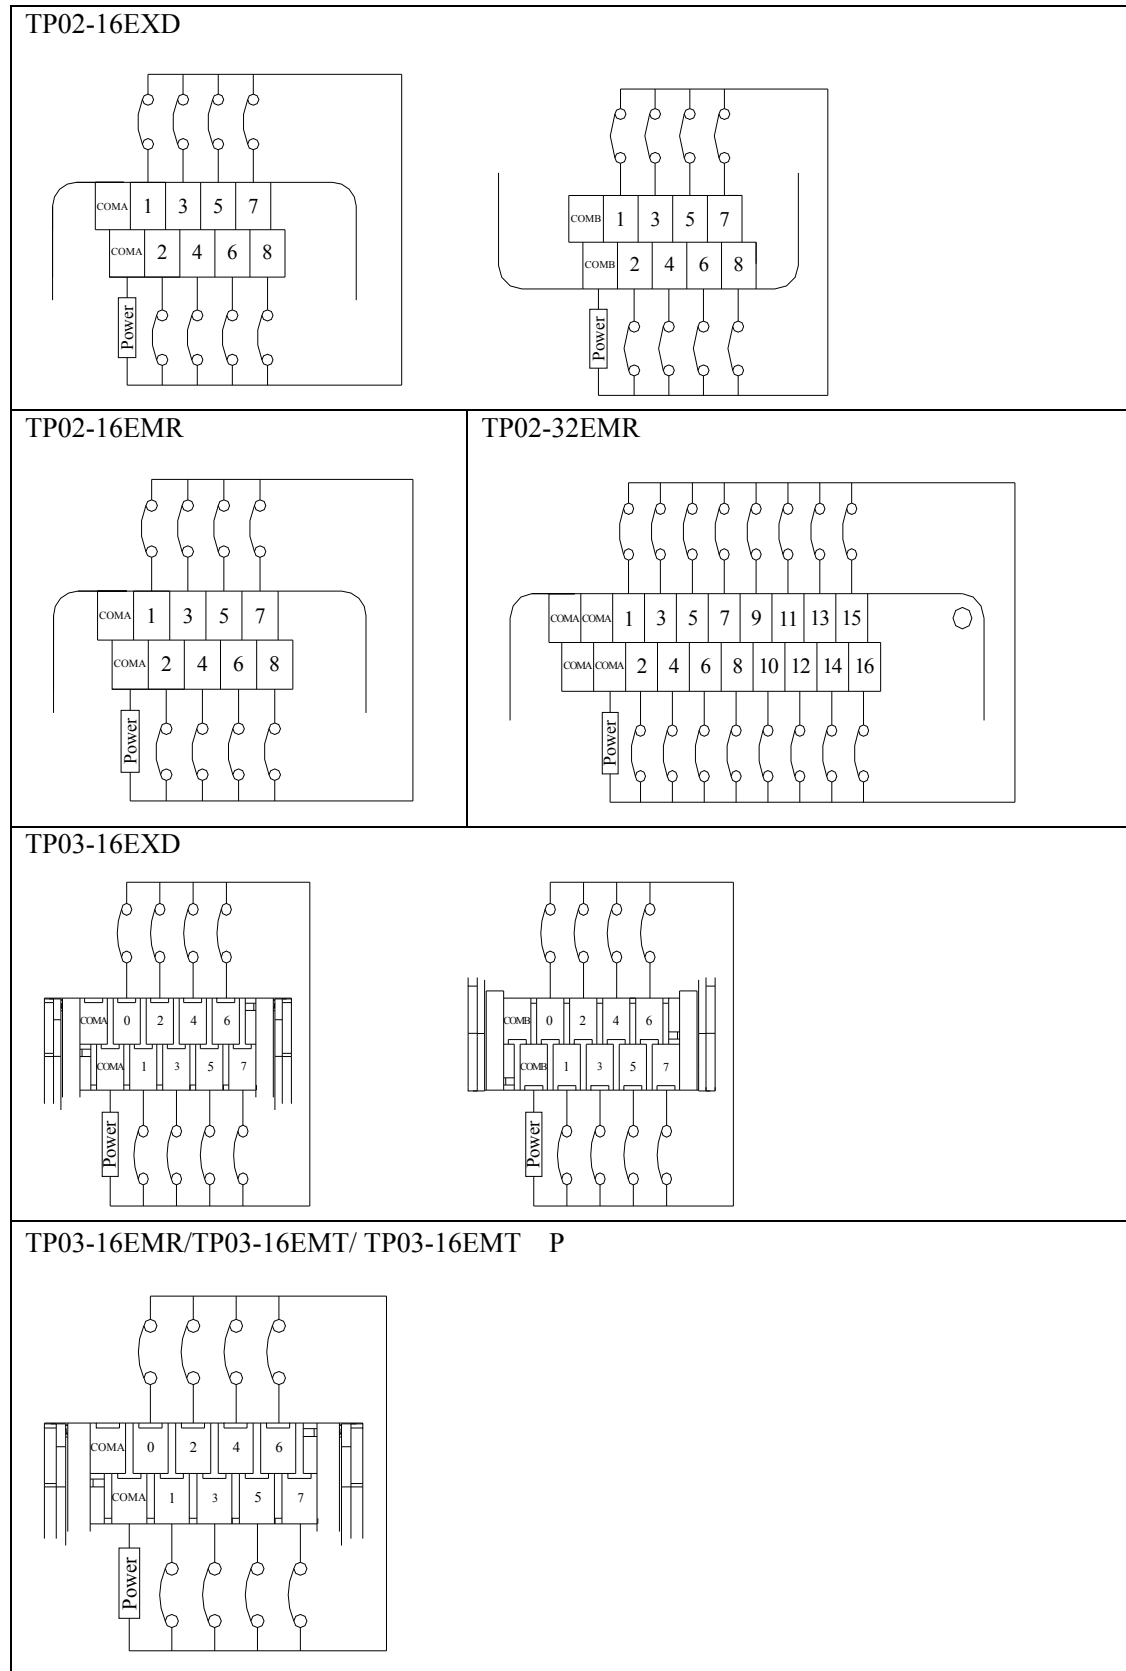 TP02-16EXD
COMA 1 3 5 7
COMA 2 4 6 8
Power
COMB 1 3 5 7
COMB 2 4 6 8
Power
TP02-16EMR
COMA 1 3 5 7
COMA 2 4 6 8
Power
TP02-32EMR
COMA COMA 1 3 5 7 9 11 13 15
COMA COMA 2 4 6 8 10 12 14 16
Power
TP03-16EXD
COMA 0 2 4 6
COMA 1 3 5 7
Power
COMB 0 2 4 6
COMB 1 3 5 7
Power
TP03-16EMR/TP03-16EMT/ TP03-16EMT P
COMA 0 2 4 6
COMA 1 3 5 7
Power